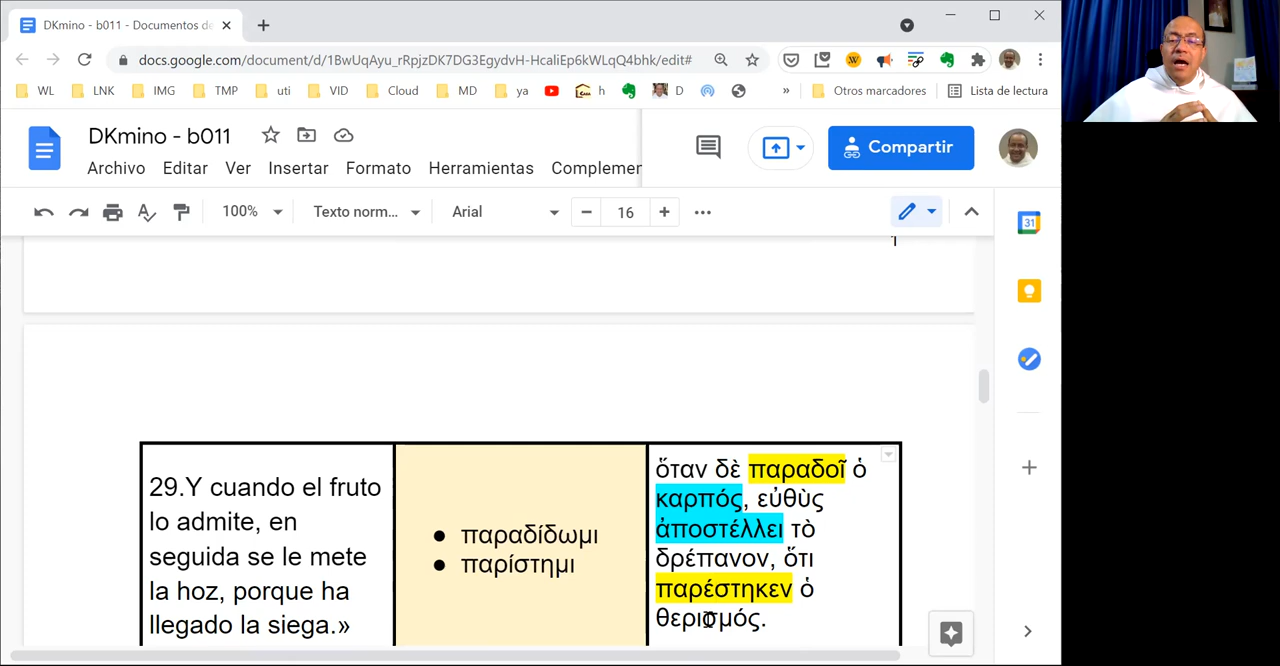 DKmino - b011 - Documentos de
docs.google.com/document/d/1BwUqAyu_rRpjzDK7DG3EgydvH-HcaliEp6kWLqQ4bhk/edit#
WL LNK IMG TMP uti VID Cloud MD ya h D » Otros marcadores Lista de lectura
DKmino - b011
Compartir
Archivo Editar Ver Insertar Formato Herramientas Complemen
100% Texto norm... Arial 16
31
1
29.Y cuando el fruto
lo admite, en
seguida se le mete
la hoz, porque ha
llegado la siega.»
● παραδίδωμι
● παρίστημι
ὅταν δὲ παραδοῖ ὁ
καρπός, εὐθὺς
ἀποστέλλει τὸ
δρέπανον, ὅτι
παρέστηκεν ὁ
θερισμός.